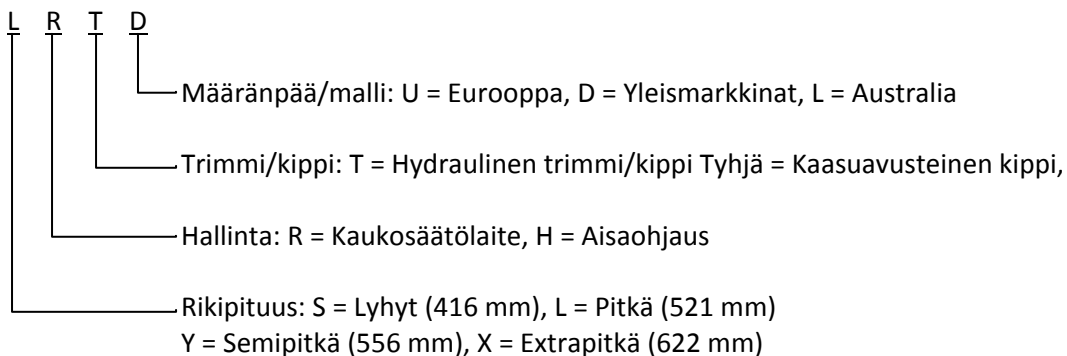 L R T D
Määränpää/malli: U = Eurooppa, D = Yleismarkkinat, L = Australia
Trimmi/kippi: T = Hydraulinen trimmi/kippi Tyhjä = Kaasuavusteinen kippi,
Hallinta: R = Kaukosäätölaite, H = Aisaohjaus
Rikipituus: S = Lyhyt (416 mm), L = Pitkä (521 mm)
Y = Semipitkä (556 mm), X = Extrapitkä (622 mm)